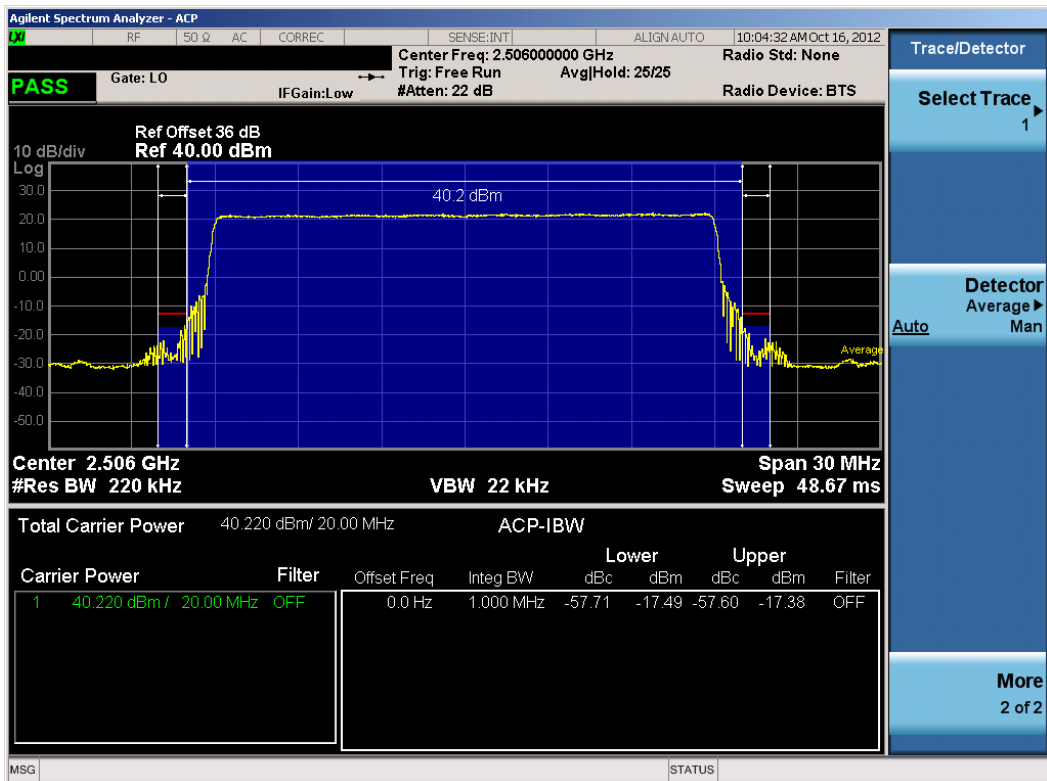 Agilent Spectrum Analyzer - ACP
LXI RF 50 Ω AC CORREC SENSE:INT ALIGN AUTO 10:04:32 AM Oct 16, 2012
Center Freq: 2.506000000 GHz Radio Std: None
PASS Gate: LO Trig: Free Run Avg|Hold: 25/25
IFGain:Low #Atten: 22 dB Radio Device: BTS
Trace/Detector
Select Trace
1
Detector
Average
Auto Man
More
2 of 2
Ref Offset 36 dB
10 dB/div Ref 40.00 dBm
Log
30.0
20.0
10.0
0.00
-10.0
-20.0
-30.0
-40.0
-50.0
40.2 dBm
Average
Center 2.506 GHz Span 30 MHz
#Res BW 220 kHz VBW 22 kHz Sweep 48.67 ms
Total Carrier Power 40.220 dBm/ 20.00 MHz ACP-IBW
Lower Upper
Carrier Power Filter Offset Freq Integ BW dBc dBm dBc dBm Filter
1 40.220 dBm / 20.00 MHz OFF 0.0 Hz 1.000 MHz -57.71 -17.49 -57.60 -17.38 OFF
MSG STATUS